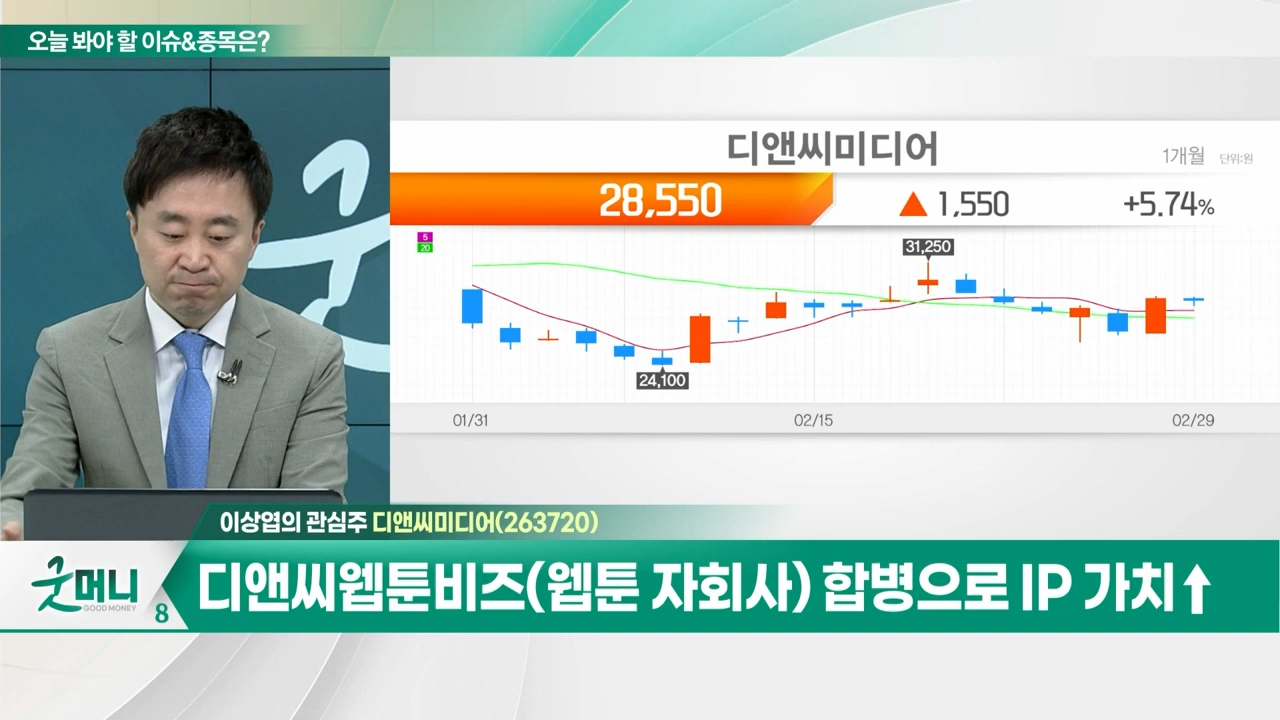 오늘 봐야 할 이슈&종목은?
디앤씨미디어
1개월 단위:원
28,550 ▲ 1,550 +5.74%
5
20
31,250
24,100
01/31 02/15 02/29
이상엽의 관심주 디앤씨미디어(263720)
굿머니
GOOD MONEY
8
디앤씨웹툰비즈(웹툰 자회사) 합병으로 IP 가치↑